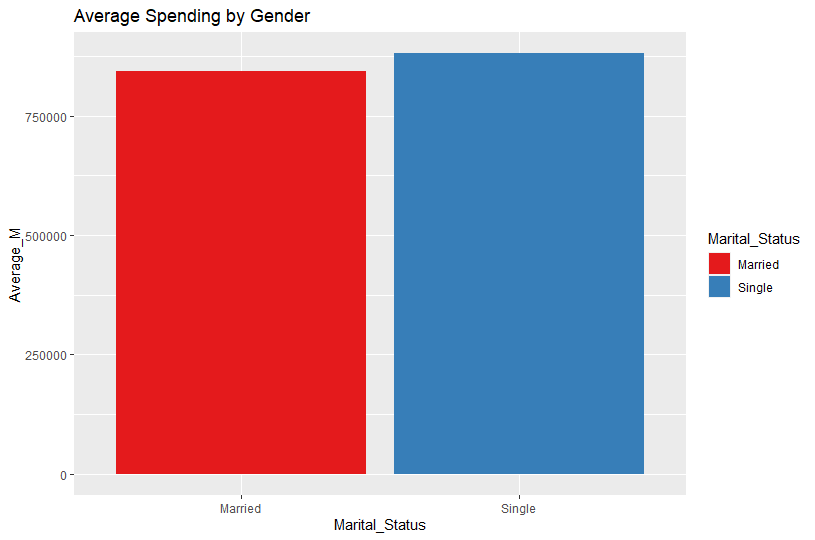 Average Spending by Gender
Average_M
750000
500000
250000
0
Married
Single
Marital_Status
Marital_Status
Married
Single